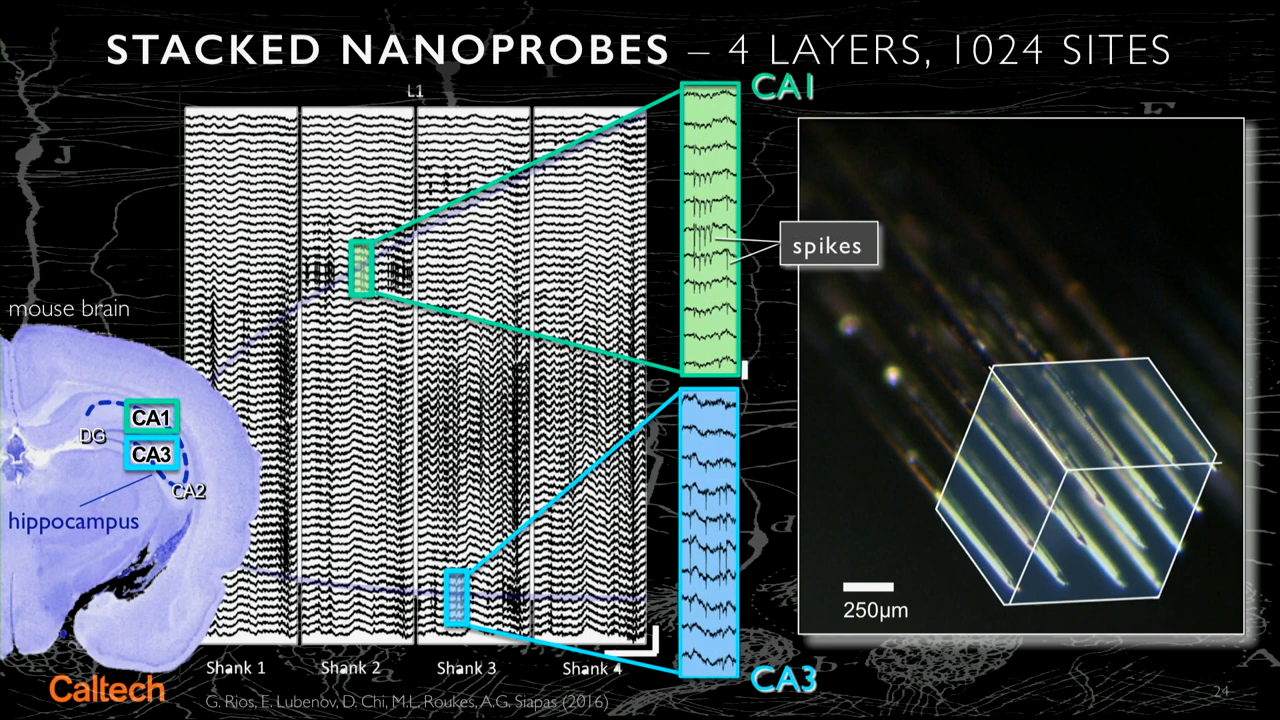 STACKED NANOPROBES – 4 LAYERS, 1024 SITES
L1
CA1
spikes
mouse brain
CA1
DG
CA3
CA2
hippocampus
250µm
Shank 1
Shank 2
Shank 3
Shank 4
CA3
Caltech
G. Rios, E. Lubenov, D. Chi, M.L. Roukes, A.G. Siapas (2016)
24
J